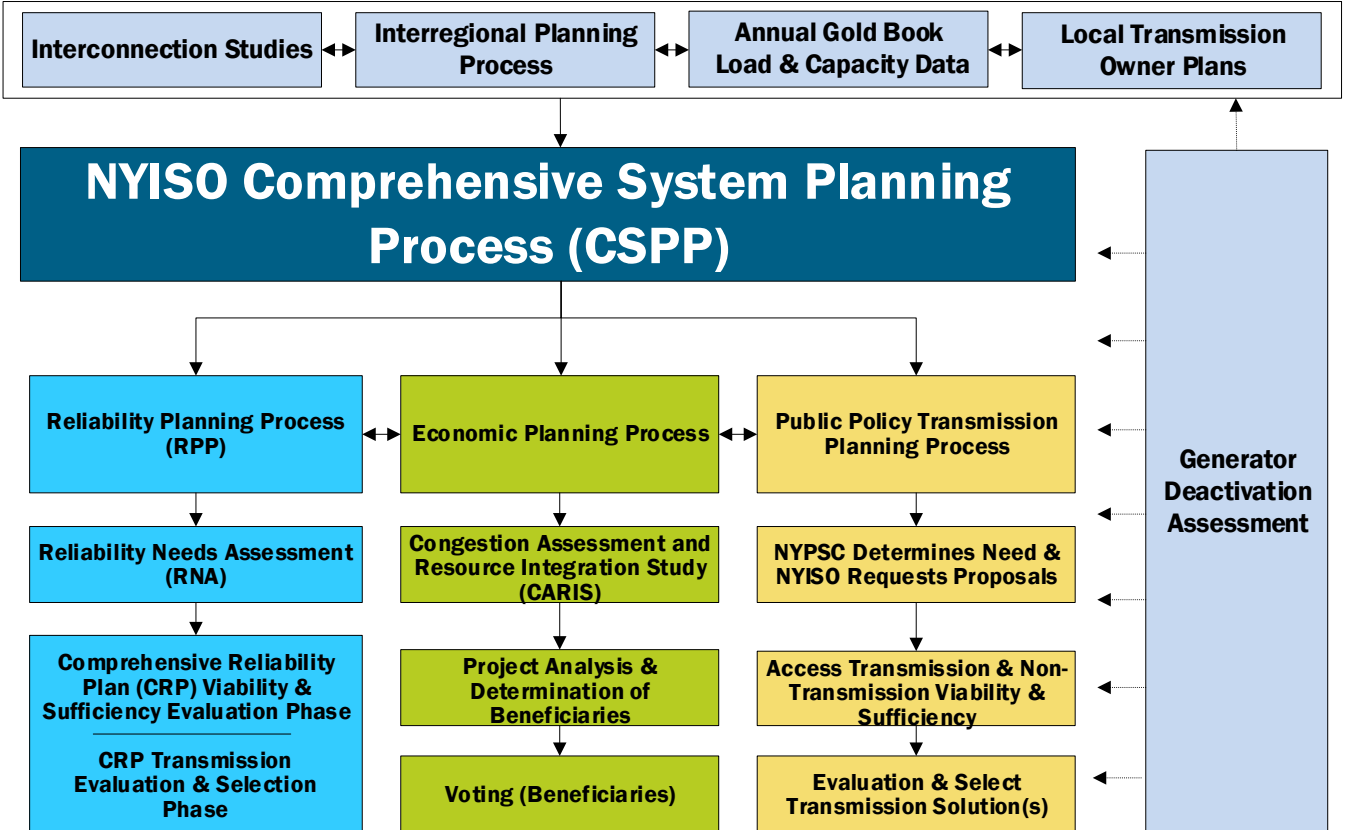 Interconnection Studies
Interregional Planning
Process
Annual Gold Book
Load & Capacity Data
Local Transmission
Owner Plans
NYISO Comprehensive System Planning
Process (CSPP)
Reliability Planning Process
(RPP)
Economic Planning Process
Public Policy Transmission
Planning Process
Generator
Deactivation
Assessment
Reliability Needs Assessment
(RNA)
Congestion Assessment and
Resource Integration Study
(CARIS)
NYPSC Determines Need &
NYISO Requests Proposals
Comprehensive Reliability
Plan (CRP) Viability &
Sufficiency Evaluation Phase
CRP Transmission
Evaluation & Selection
Phase
Project Analysis &
Determination of
Beneficiaries
Access Transmission & Non-
Transmission Viability &
Sufficiency
Voting (Beneficiaries)
Evaluation & Select
Transmission Solution(s)